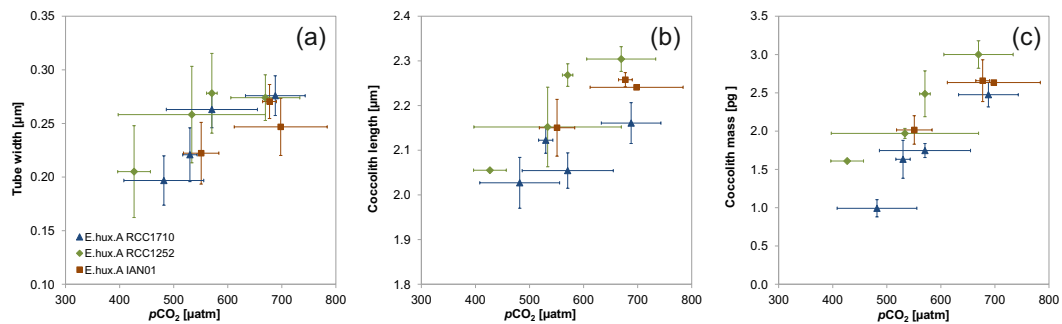 (a)
Tube width [µm]
0.35
0.30
0.25
0.20
0.15
0.10
E.hux.A RCC1710
E.hux.A RCC1252
E.hux.A IAN01
300 400 500 600 700 800
pCO₂ [µatm]
(b)
Coccolith length [µm]
2.4
2.3
2.2
2.1
2.0
1.9
1.8
300 400 500 600 700 800
pCO₂ [µatm]
(c)
Coccolith mass [pg ]
3.5
3.0
2.5
2.0
1.5
1.0
0.5
0.0
300 400 500 600 700 800
pCO₂ [µatm]